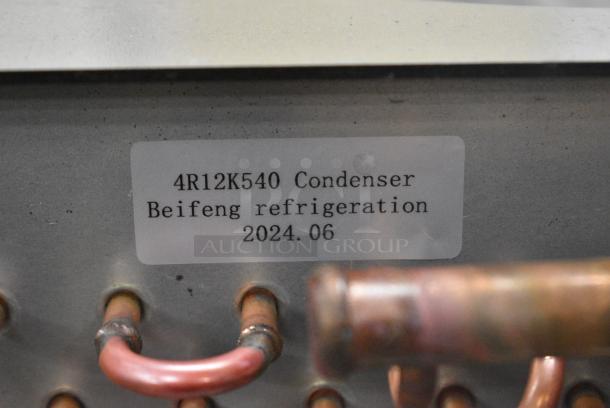 4R12K540 Condenser
Beifeng refrigeration
2024.06
AUCTION GROUP